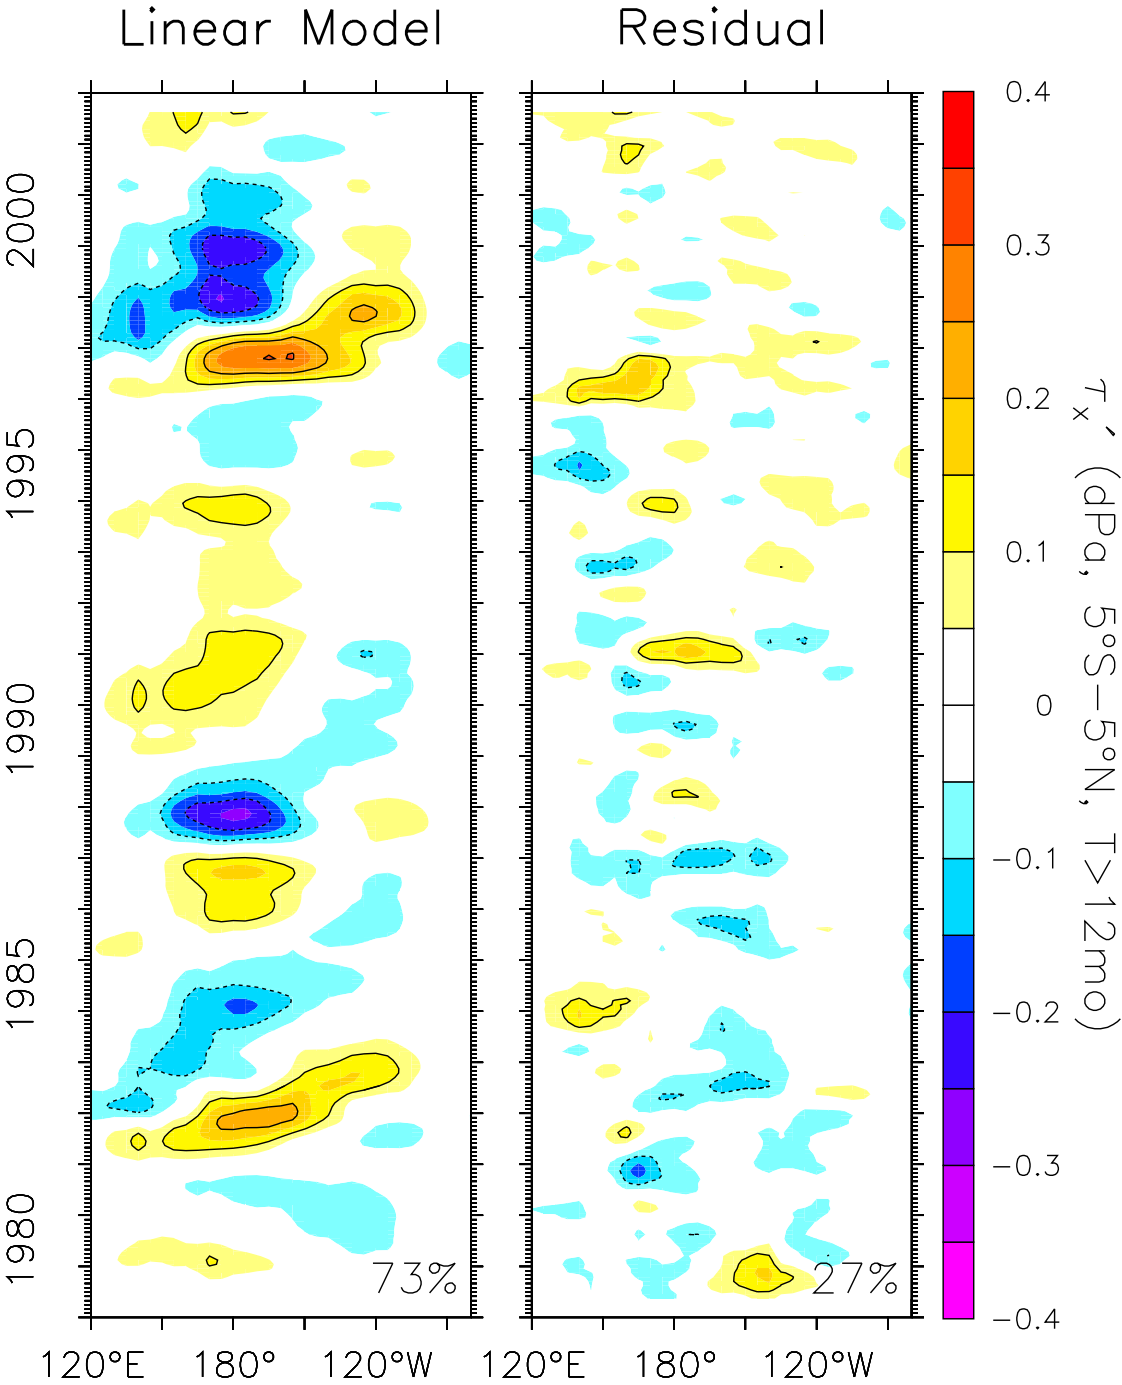 Linear Model
Residual
2000
1995
1990
1985
1980
73%
27%
120°E
180°
120°W
120°E
180°
120°W
0.4
0.3
0.2
0.1
0
−0.1
−0.2
−0.3
−0.4
τx′ (dPa, 5°S−5°N, T>12mo)